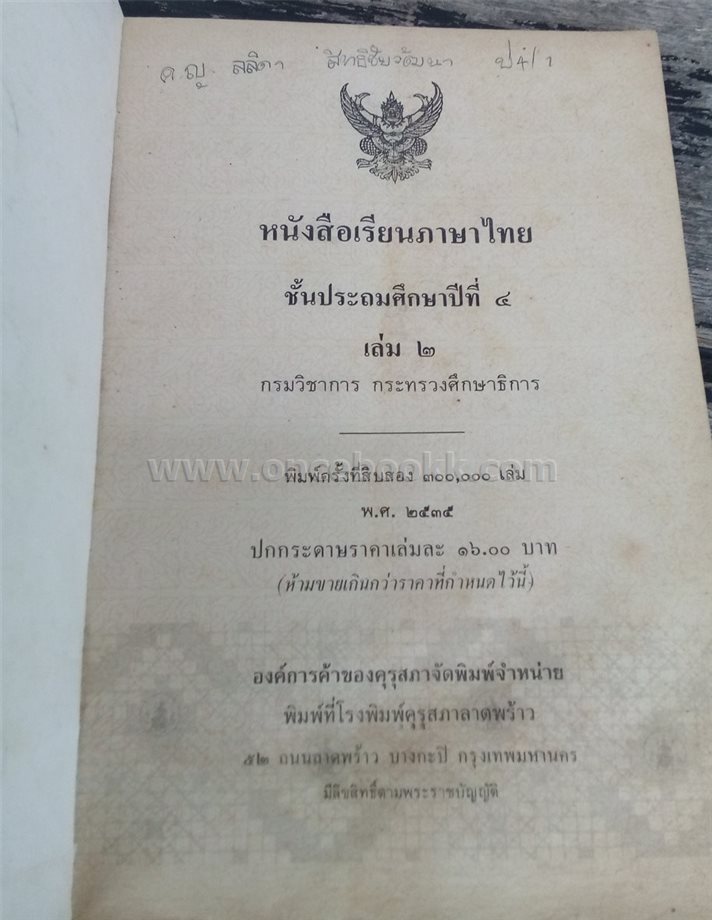 ด.ญ. ลลิดา สิทธิชัยวัฒนา ป4/1
หนังสือเรียนภาษาไทย
ชั้นประถมศึกษาปีที่ ๔
เล่ม ๒
กรมวิชาการ กระทรวงศึกษาธิการ
www.oncebookk.com
พิมพ์ครั้งที่สิบสอง ๓๐๐,๐๐๐ เล่ม
พ.ศ. ๒๕๓๕
ปกกระดาษราคาเล่มละ ๑๖.๐๐ บาท
(ห้ามขายเกินกว่าราคาที่กำหนดไว้นี้)
องค์การค้าของคุรุสภาจัดพิมพ์จำหน่าย
พิมพ์ที่โรงพิมพ์คุรุสภาลาดพร้าว
๕๒ ถนนลาดพร้าว บางกะปิ กรุงเทพมหานคร
มีลิขสิทธิ์ตามพระราชบัญญัติ